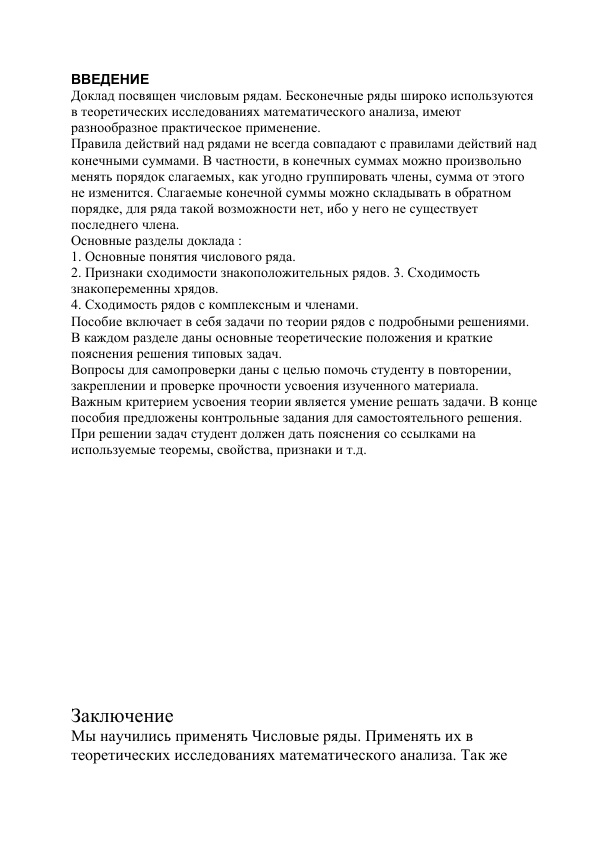 ВВЕДЕНИЕ
Доклад посвящен числовым рядам. Бесконечные ряды широко используются
в теоретических исследованиях математического анализа, имеют
разнообразное практическое применение.
Правила действий над рядами не всегда совпадают с правилами действий над
конечными суммами. В частности, в конечных суммах можно произвольно
менять порядок слагаемых, как угодно группировать члены, сумма от этого
не изменится. Слагаемые конечной суммы можно складывать в обратном
порядке, для ряда такой возможности нет, ибо у него не существует
последнего члена.
Основные разделы доклада :
1. Основные понятия числового ряда.
2. Признаки сходимости знакоположительных рядов. 3. Сходимость
знакопеременны хрядов.
4. Сходимость рядов с комплексным и членами.
Пособие включает в себя задачи по теории рядов с подробными решениями.
В каждом разделе даны основные теоретические положения и краткие
пояснения решения типовых задач.
Вопросы для самопроверки даны с целью помочь студенту в повторении,
закреплении и проверке прочности усвоения изученного материала.
Важным критерием усвоения теории является умение решать задачи. В конце
пособия предложены контрольные задания для самостоятельного решения.
При решении задач студент должен дать пояснения со ссылками на
используемые теоремы, свойства, признаки и т.д.
Заключение
Мы научились применять Числовые ряды. Применять их в
теоретических исследованиях математического анализа. Так же